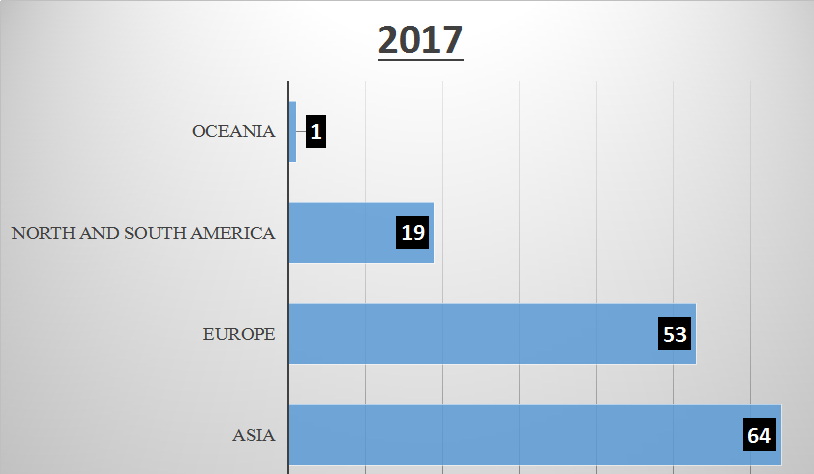 2017
OCEANIA 1
NORTH AND SOUTH AMERICA 19
EUROPE 53
ASIA 64